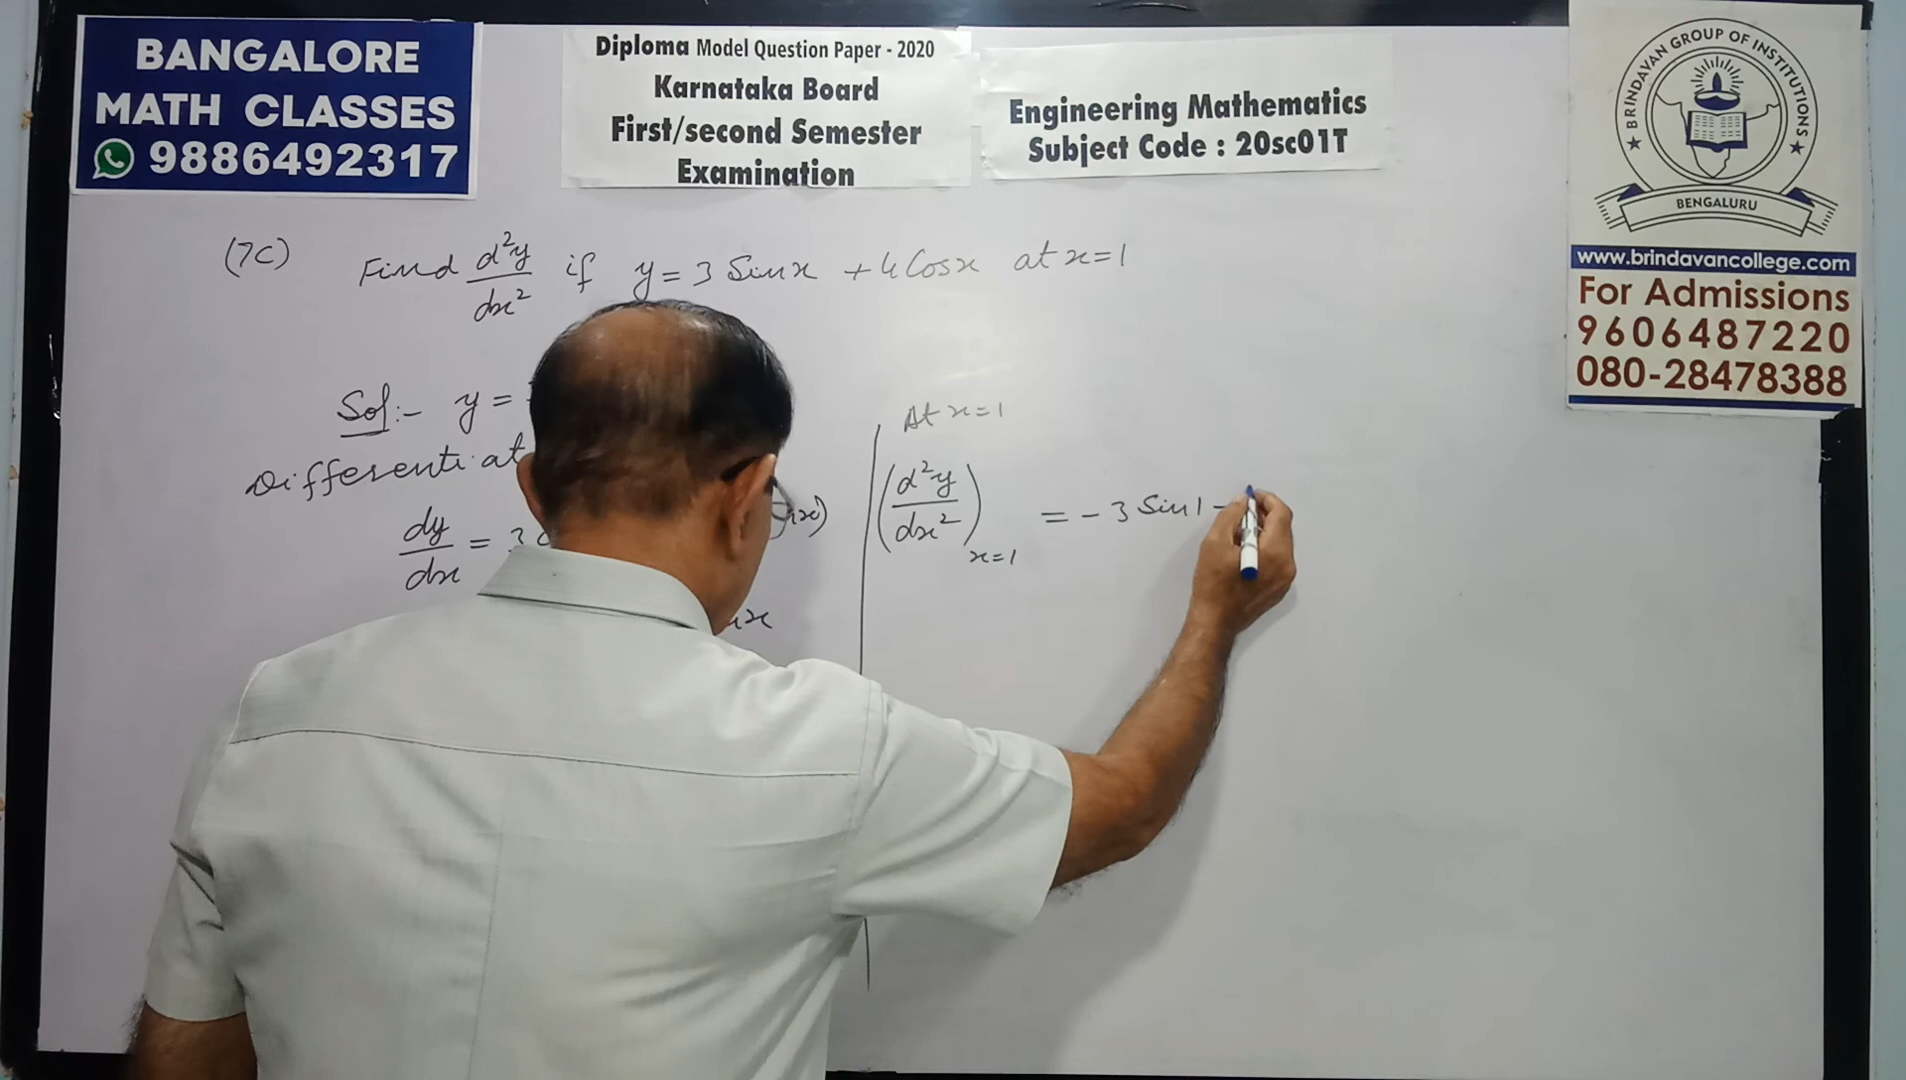 BANGALORE
MATH CLASSES
9886492317
Diploma Model Question Paper - 2020
Karnataka Board
First/second Semester
Examination
Engineering Mathematics
Subject Code : 20sc01T
BRINDAVAN GROUP OF INSTITUTIONS
BENGALURU
www.brindavancollege.com
For Admissions
9606487220
080-28478388
(7C) Find d²y/dx² if y = 3 Sinx + 4 Cosx at x=1
Sol:- y =
Differentiat
dy/dx = 3
At x=1
(d²y/dx²)x=1 = - 3 Sin1 -